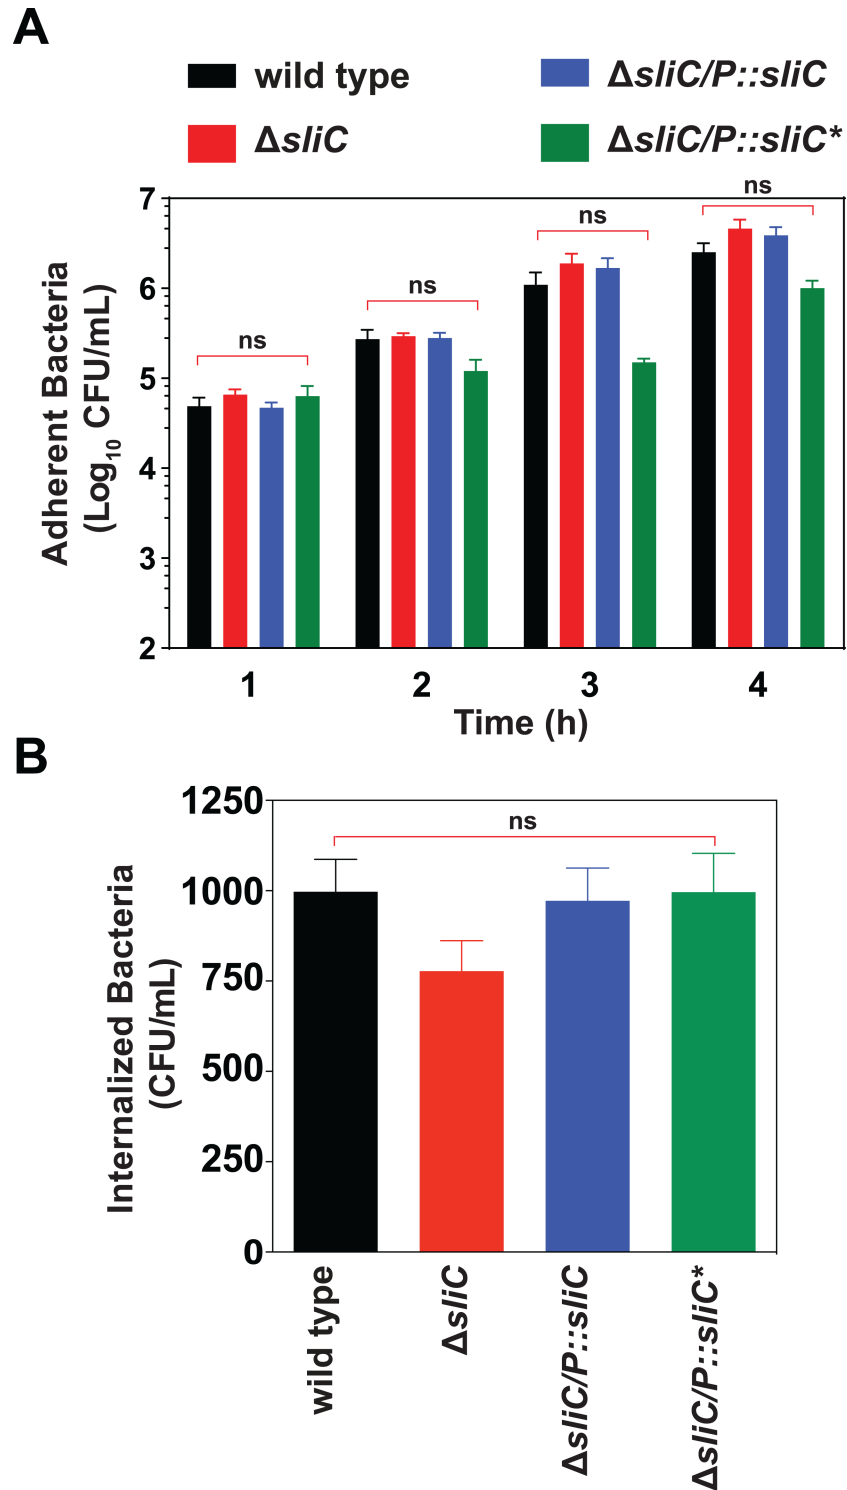 A
wild type
ΔsliC/P::sliC
ΔsliC
ΔsliC/P::sliC*
Adherent Bacteria
(Log10 CFU/mL)
7
6
5
4
3
2
ns
ns
ns
ns
1
2
3
4
Time (h)
B
Internalized Bacteria
(CFU/mL)
1250
1000
750
500
250
0
ns
wild type
ΔsliC
ΔsliC/P::sliC
ΔsliC/P::sliC*